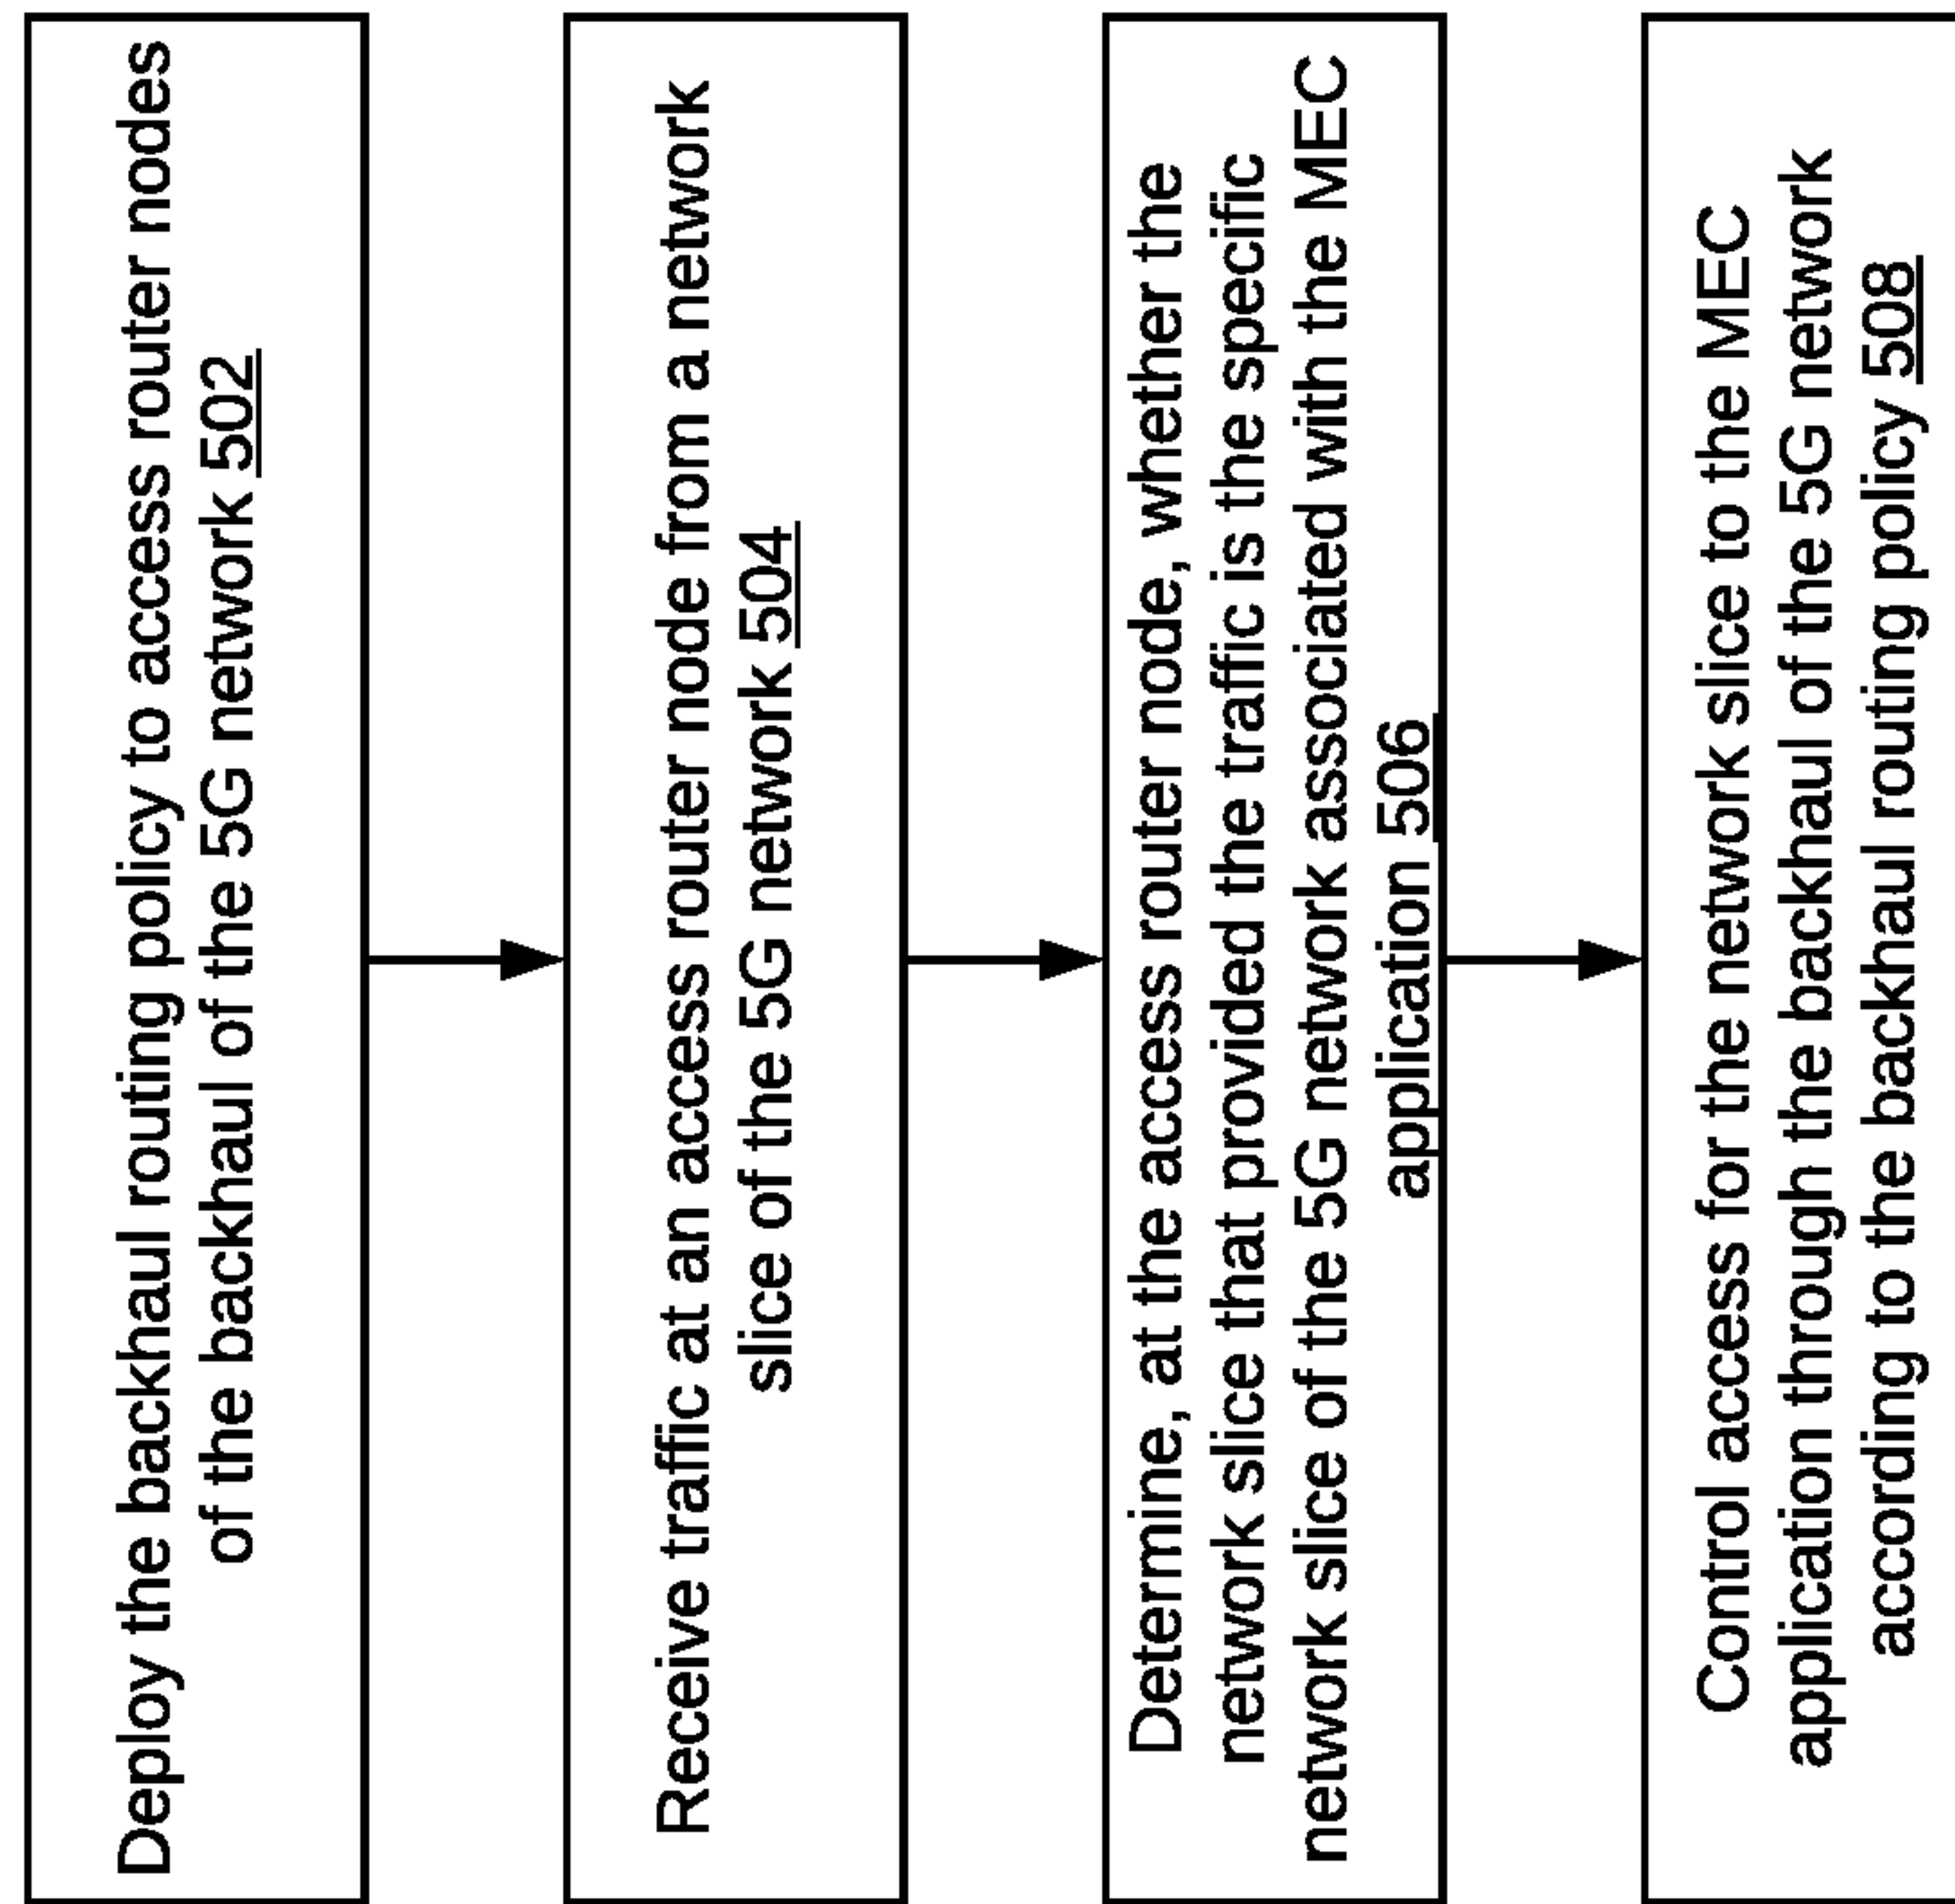 Deploy the backhaul routing policy to access router nodes
of the backhaul of the 5G network 502
Receive traffic at an access router node from a network
slice of the 5G network 504
Determine, at the access router node, whether the
network slice that provided the traffic is the specific
network slice of the 5G network associated with the MEC
application 506
Control access for the network slice to the MEC
application through the backhaul of the 5G network
according to the backhaul routing policy 508